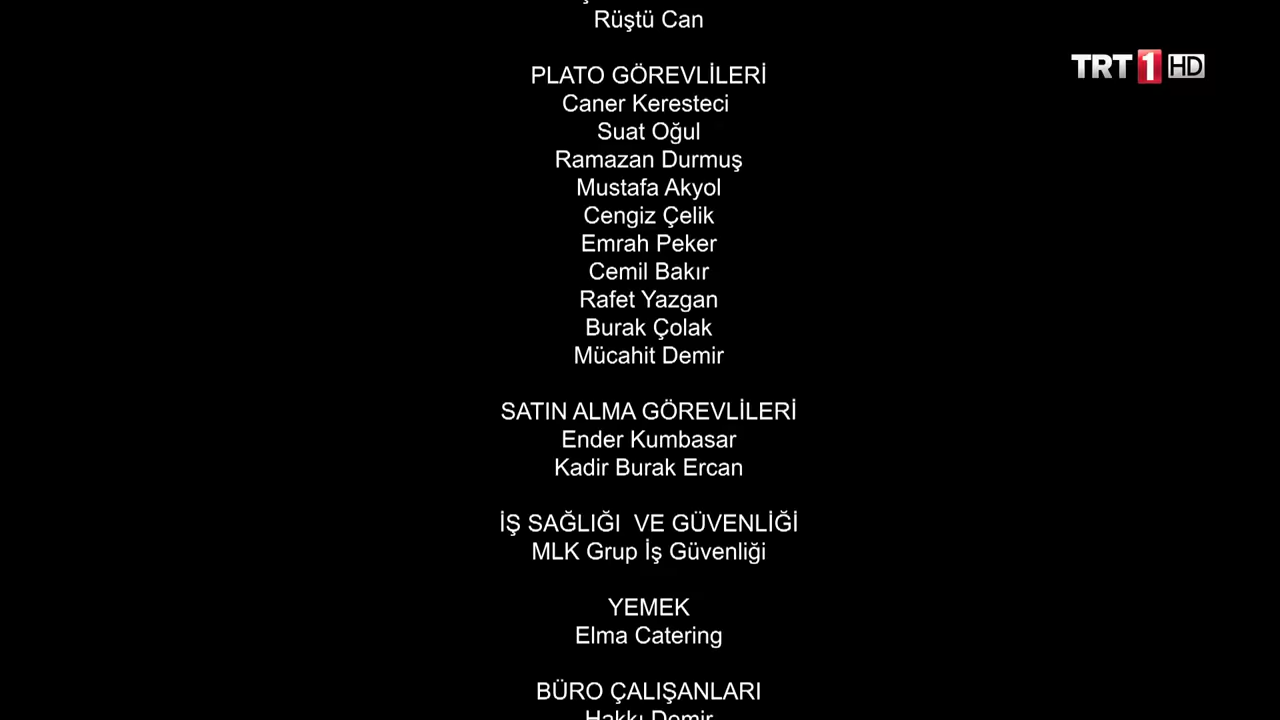 Rüştü Can
TRT 1 HD
PLATO GÖREVLİLERİ
Caner Keresteci
Suat Oğul
Ramazan Durmuş
Mustafa Akyol
Cengiz Çelik
Emrah Peker
Cemil Bakır
Rafet Yazgan
Burak Çolak
Mücahit Demir
SATIN ALMA GÖREVLİLERİ
Ender Kumbasar
Kadir Burak Ercan
İŞ SAĞLIĞI  VE GÜVENLİĞİ
MLK Grup İş Güvenliği
YEMEK
Elma Catering
BÜRO ÇALIŞANLARI
Hakkı Demir